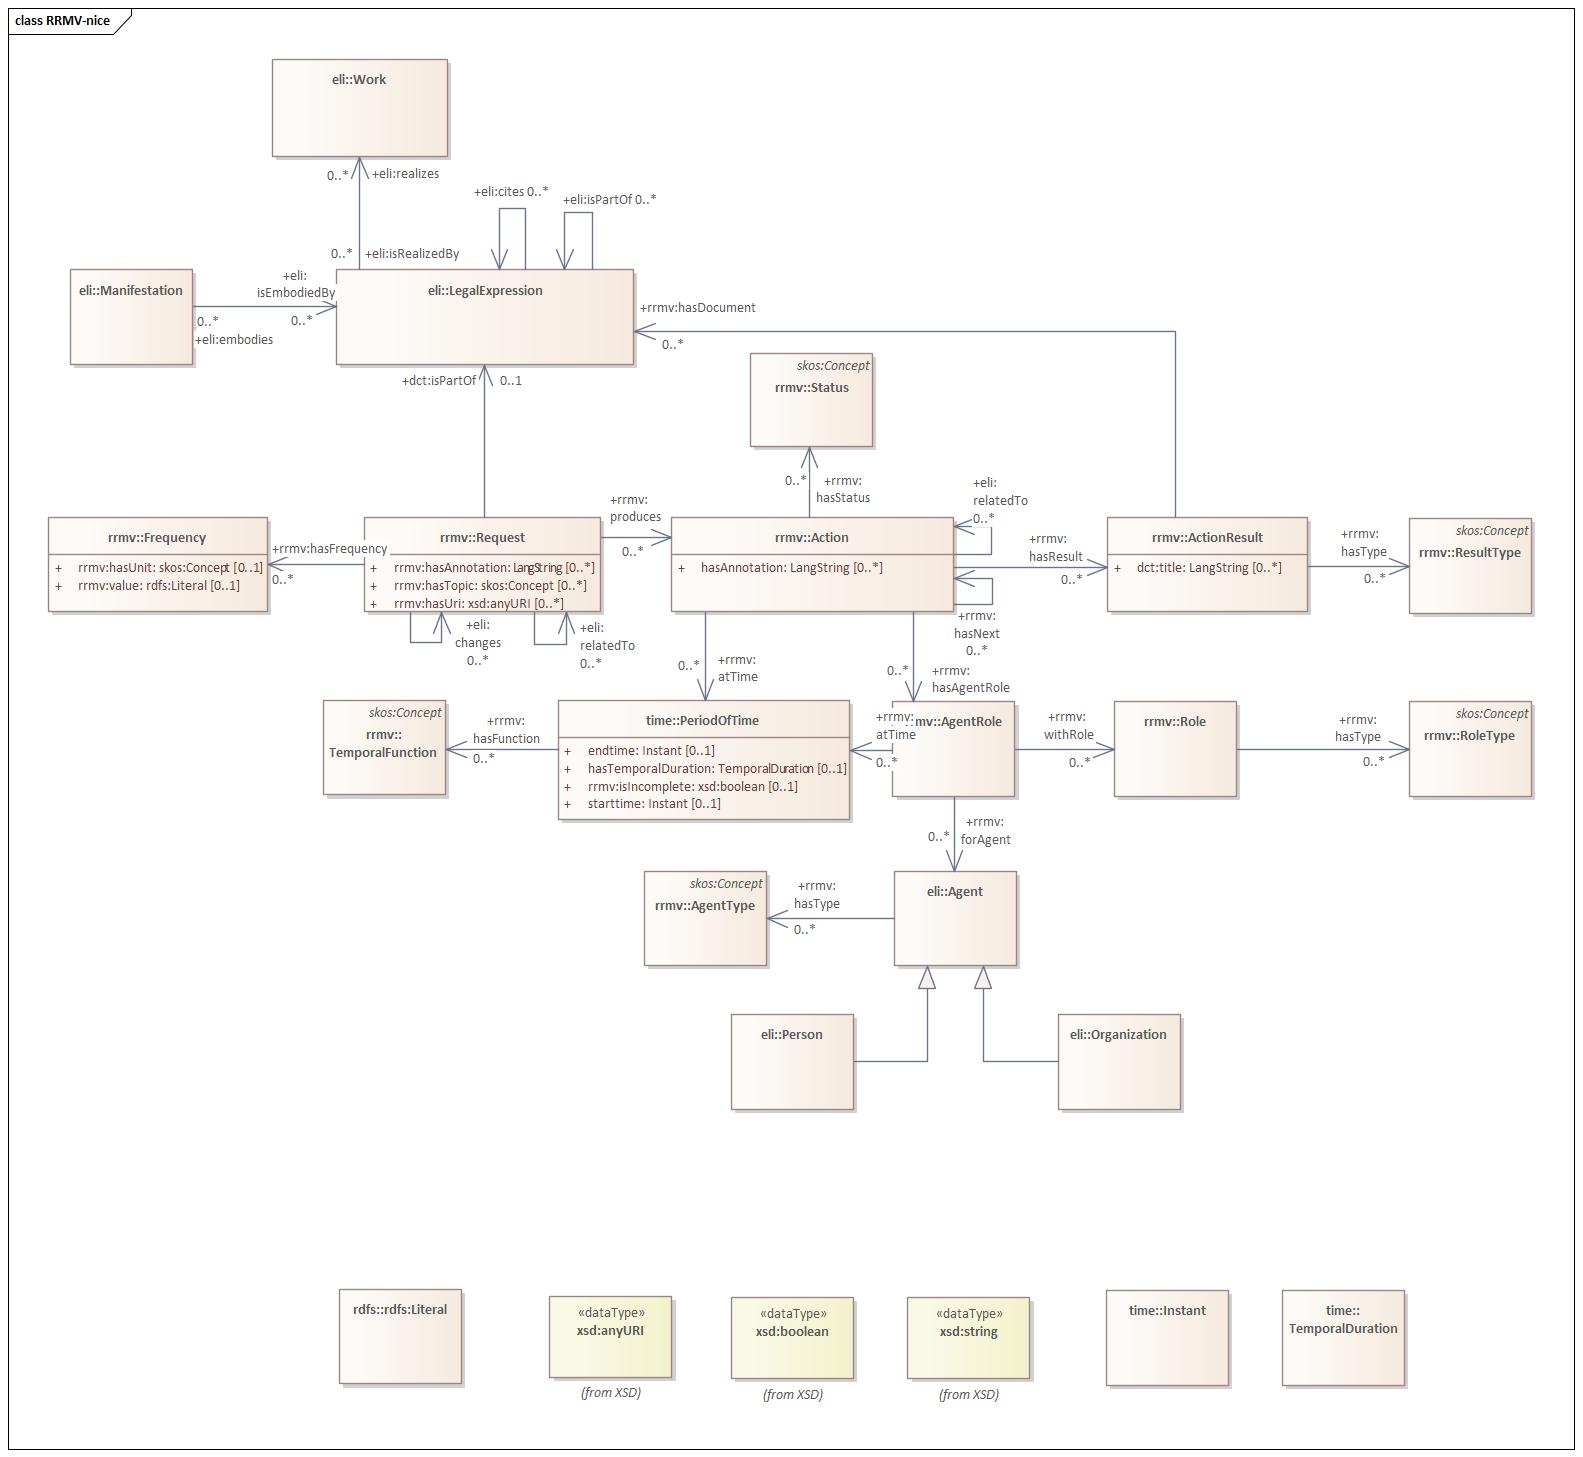 class RRMV-nice
eli::Work
0..*
+eli:realizes
+eli:cites 0..*
+eli:isPartOf 0..*
0..*
+eli:isRealizedBy
eli::Manifestation
+eli:
isEmbodiedBy
0..*
0..*
+eli:embodies
eli::LegalExpression
+rrmv:hasDocument
0..*
+dct:isPartOf
0..1
skos:Concept
rrmv::Status
0..*
+rrmv:
hasStatus
+eli:
relatedTo
0..*
rrmv::Frequency
+ rrmv:hasUnit: skos:Concept [0..1]
+ rrmv:value: rdfs:Literal [0..1]
+rrmv:hasFrequency
0..*
rrmv::Request
+ rrmv:hasAnnotation: LangString [0..*]
+ rrmv:hasTopic: skos:Concept [0..*]
+ rrmv:hasUri: xsd:anyURI [0..*]
+rrmv:
produces
0..*
rrmv::Action
+ hasAnnotation: LangString [0..*]
+rrmv:
hasResult
0..*
rrmv::ActionResult
+ dct:title: LangString [0..*]
+rrmv:
hasType
0..*
skos:Concept
rrmv::ResultType
+eli:
changes
0..*
+eli:
relatedTo
0..*
+rrmv:
hasNext
0..*
0..*
+rrmv:
atTime
0..*
+rrmv:
hasAgentRole
skos:Concept
rrmv::
TemporalFunction
+rrmv:
hasFunction
0..*
time::PeriodOfTime
+ endtime: Instant [0..1]
+ hasTemporalDuration: TemporalDuration [0..1]
+ rrmv:isIncomplete: xsd:boolean [0..1]
+ starttime: Instant [0..1]
+rrmv:
atTime
0..*
mv::AgentRole
+rrmv:
withRole
0..*
rrmv::Role
+rrmv:
hasType
0..*
skos:Concept
rrmv::RoleType
0..*
+rrmv:
forAgent
skos:Concept
rrmv::AgentType
+rrmv:
hasType
0..*
eli::Agent
eli::Person
eli::Organization
rdfs::rdfs:Literal
«dataType»
xsd:anyURI
(from XSD)
«dataType»
xsd:boolean
(from XSD)
«dataType»
xsd:string
(from XSD)
time::Instant
time::
TemporalDuration